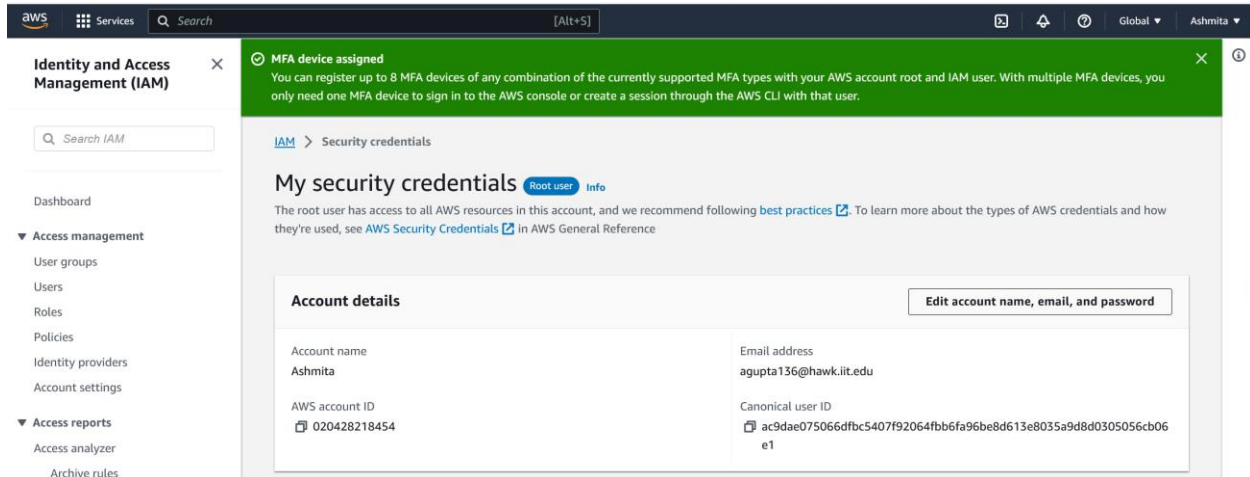 aws Services Search [Alt+S] Global ▼ Ashmita ▼
Identity and Access
Management (IAM)
Search IAM
Dashboard
▼ Access management
User groups
Users
Roles
Policies
Identity providers
Account settings
▼ Access reports
Access analyzer
Archive rules
MFA device assigned
You can register up to 8 MFA devices of any combination of the currently supported MFA types with your AWS account root and IAM user. With multiple MFA devices, you
only need one MFA device to sign in to the AWS console or create a session through the AWS CLI with that user.
IAM > Security credentials
My security credentials Root user Info
The root user has access to all AWS resources in this account, and we recommend following best practices. To learn more about the types of AWS credentials and how
they're used, see AWS Security Credentials in AWS General Reference
Account details Edit account name, email, and password
Account name
Ashmita
Email address
agupta136@hawk.iit.edu
AWS account ID
020428218454
Canonical user ID
ac9dae075066dfbc5407f92064fbb6fa96be8d613e8035a9d8d0305056cb06
e1